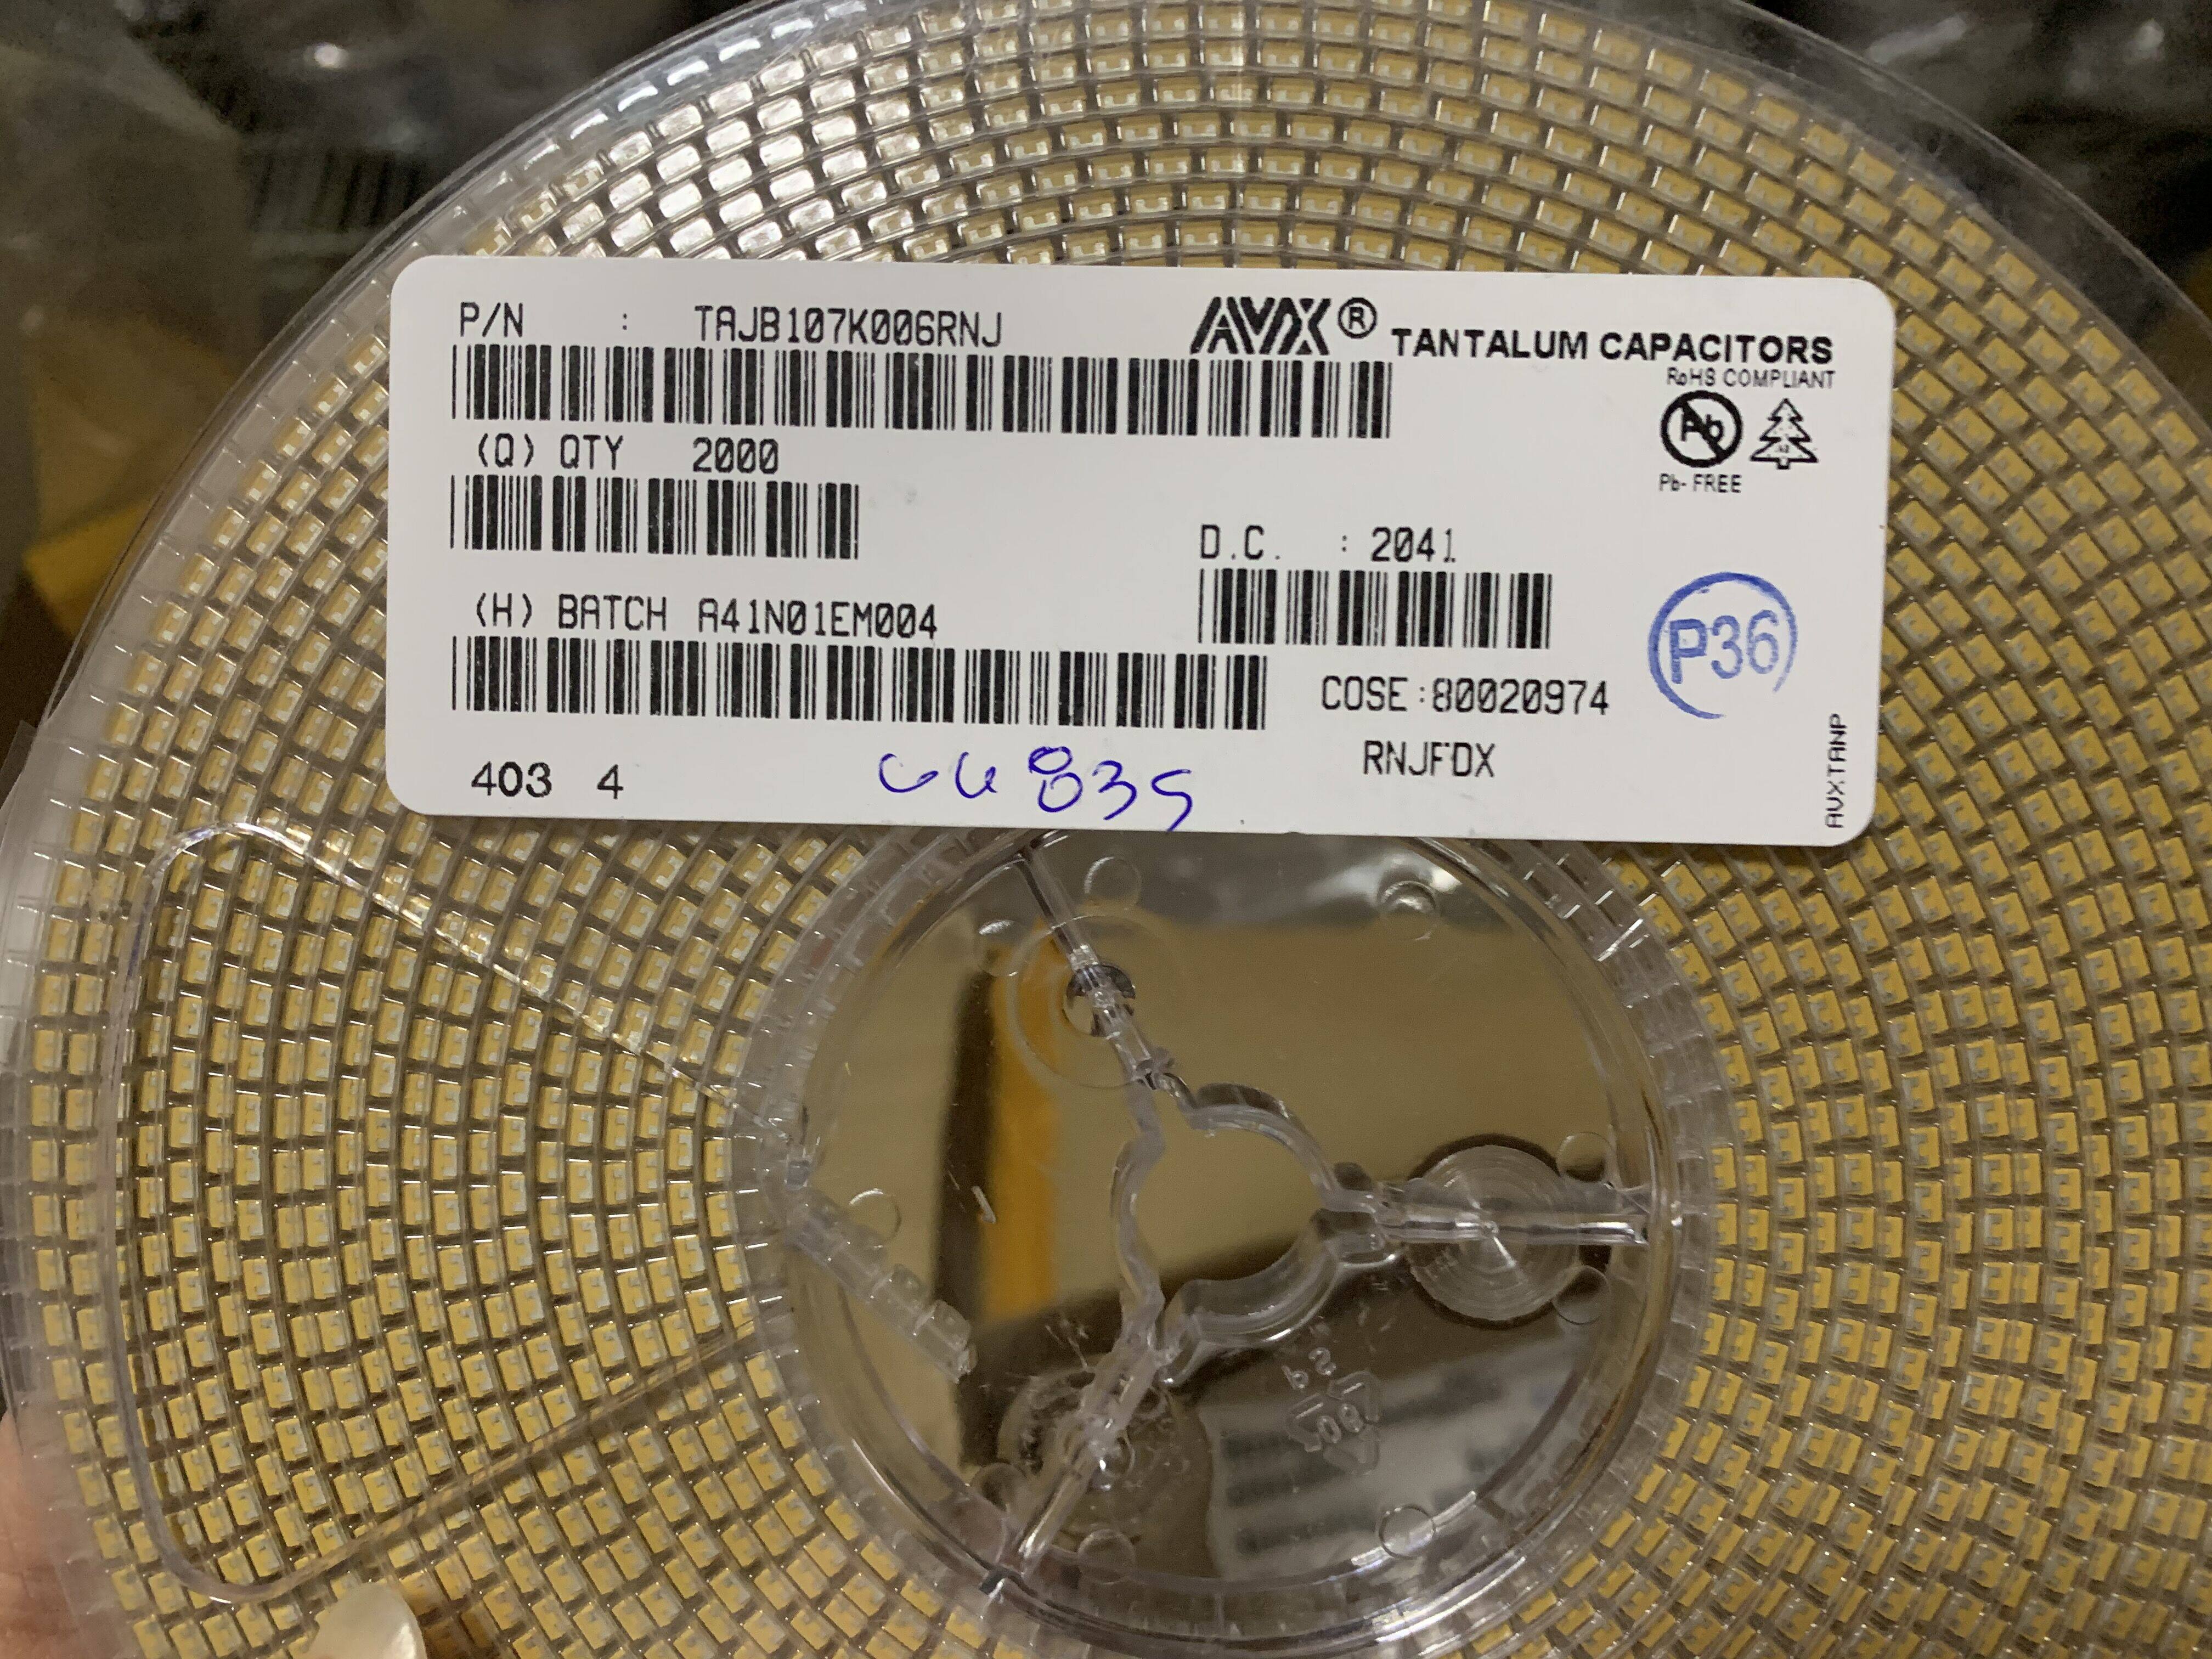 P/N : TAJB107K006RNJ
AVX® TANTALUM CAPACITORS
RoHS COMPLIANT
Pb
Pb- FREE
(Q) QTY 2000
D.C. : 2041
(H) BATCH A41N01EM004
P36
COSE:80020974
RNJFDX
403 4
AVXTANP